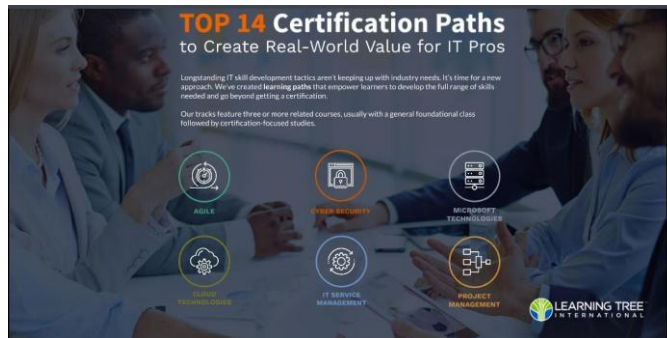 TOP 14 Certification Paths
to Create Real-World Value for IT Pros
Longstanding IT skill development tactics aren't keeping up with industry needs. It's time for a new
approach. We've created learning paths that empower learners to develop the full range of skills
needed and go beyond getting a certification.
Our tracks feature three or more related courses, usually with a general foundational class
followed by certification-focused studies.
AGILE
CYBER SECURITY
MICROSOFT
TECHNOLOGIES
CLOUD
TECHNOLOGIES
IT SERVICE
MANAGEMENT
PROJECT
MANAGEMENT
LEARNING TREE
INTERNATIONAL